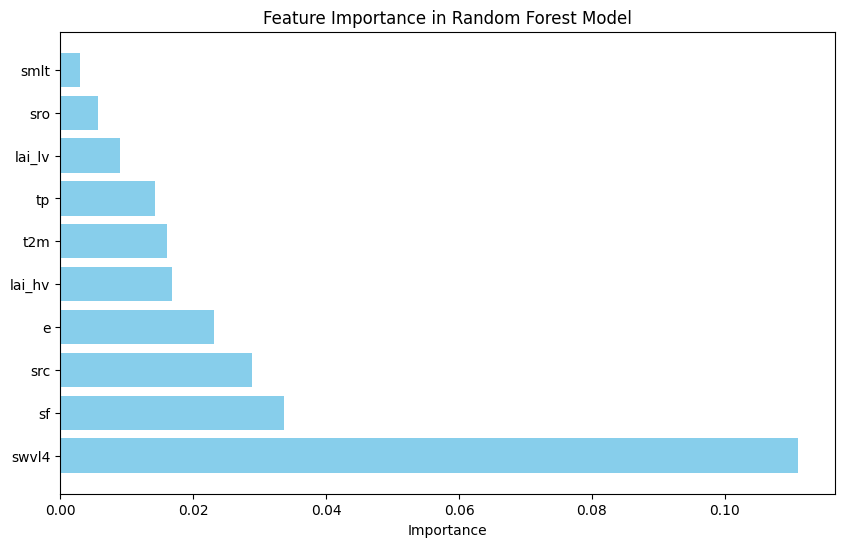 Feature Importance in Random Forest Model
smlt
sro
lai_lv
tp
t2m
lai_hv
e
src
sf
swvl4
0.00 0.02 0.04 0.06 0.08 0.10
Importance